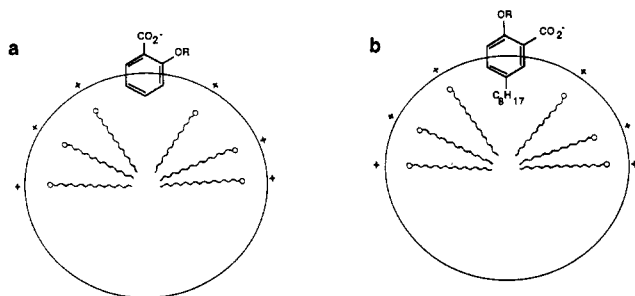 a
CO₂⁻
OR
+ + + + + +
b
OR
CO₂⁻
C₈H₁₇
+ + + + + +